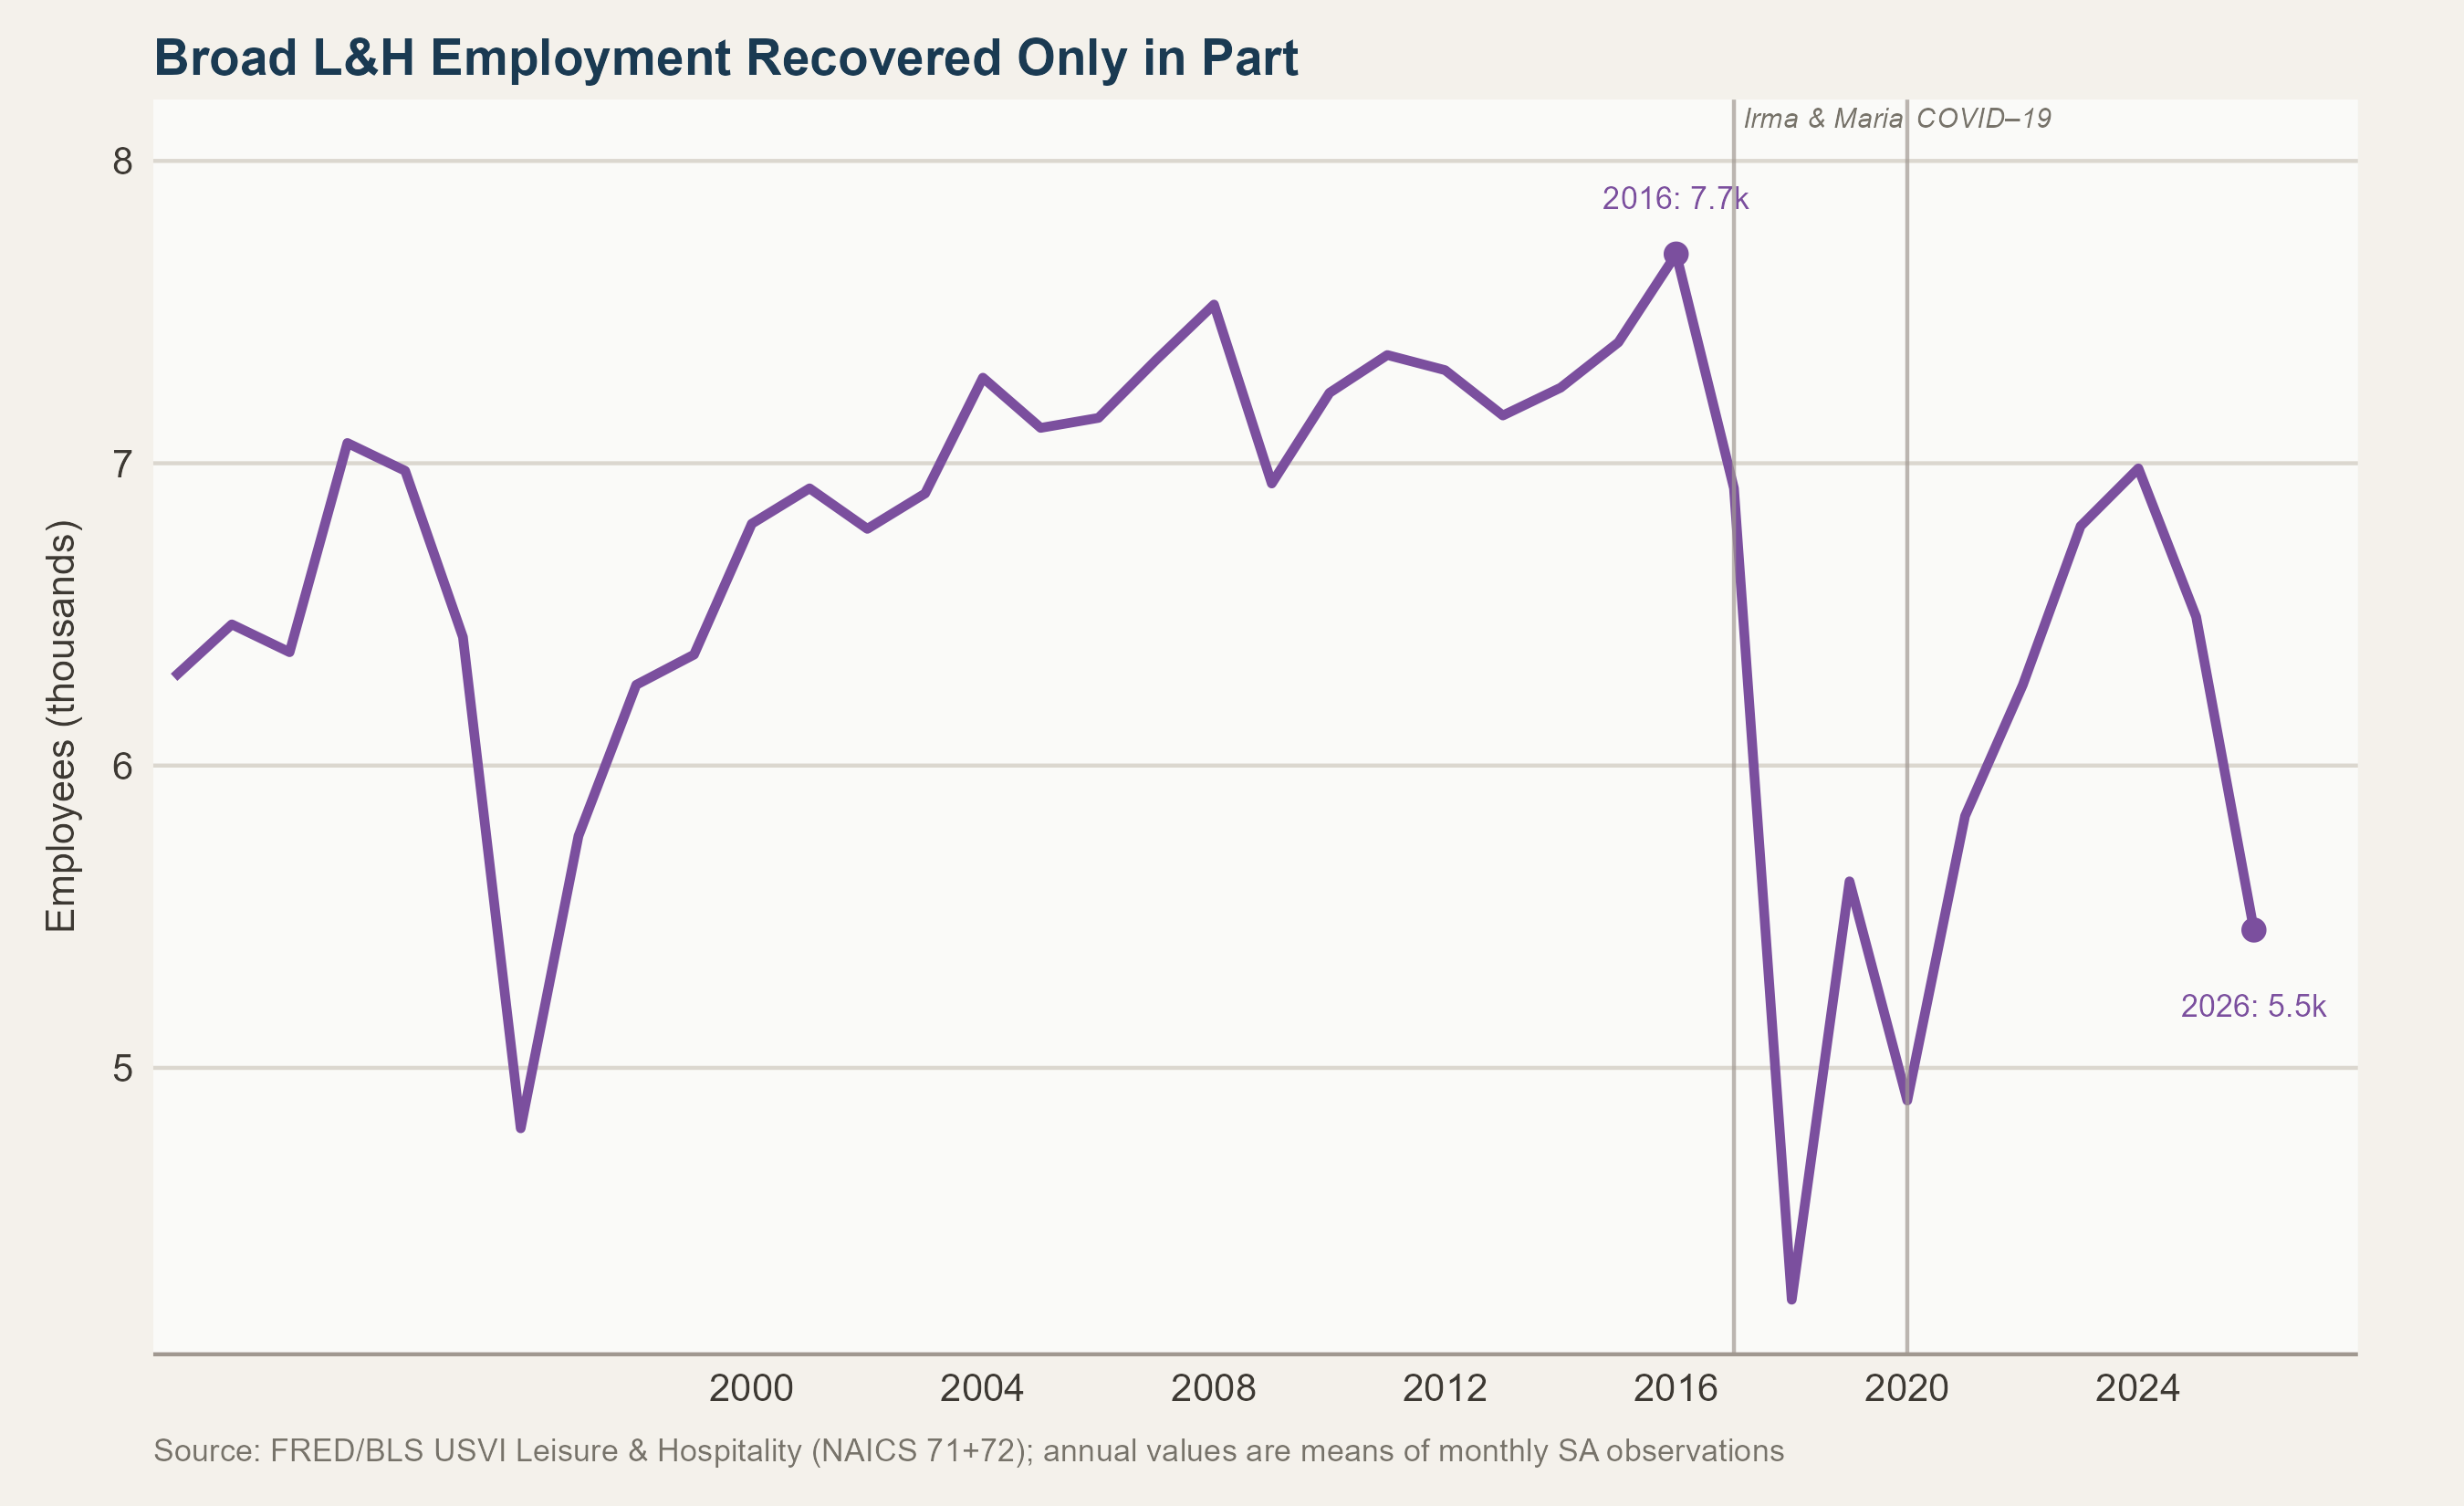 Broad L&H Employment Recovered Only in Part
Irma & Maria
COVID–19
8
2016: 7.7k
7
Employees (thousands)
6
2026: 5.5k
5
2000
2004
2008
2012
2016
2020
2024
Source: FRED/BLS USVI Leisure & Hospitality (NAICS 71+72); annual values are means of monthly SA observations